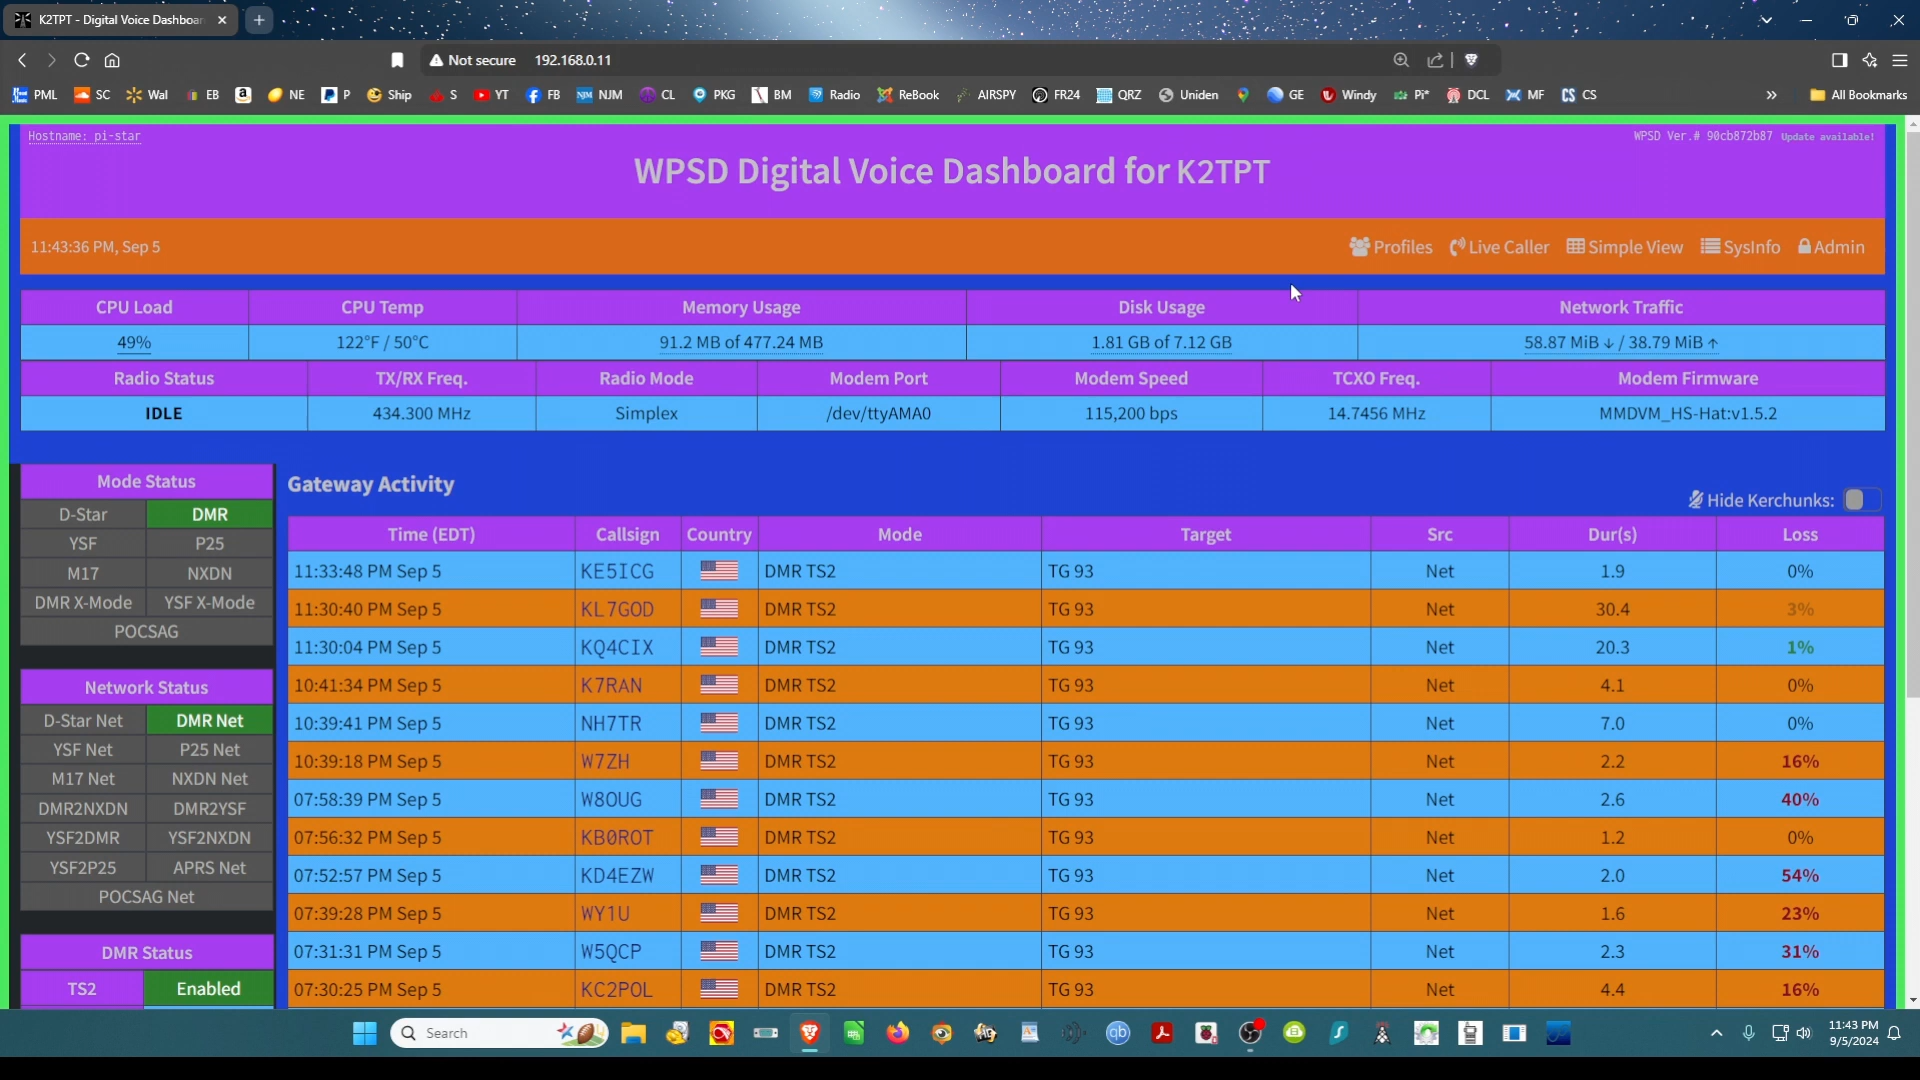 K2TPT - Digital Voice Dashboar
Not secure 192.168.0.11
PML SC Wal EB NE P Ship S YT FB NJM CL PKG BM Radio ReBook AIRSPY FR24 QRZ Uniden GE Windy Pi* DCL MF CS All Bookmarks
Hostname: pi-star
WPSD Ver.# 90cb872b87 Update available!
WPSD Digital Voice Dashboard for K2TPT
11:43:36 PM, Sep 5
Profiles Live Caller Simple View SysInfo Admin
CPU Load CPU Temp Memory Usage Disk Usage Network Traffic
49% 122°F / 50°C 91.2 MB of 477.24 MB 1.81 GB of 7.12 GB 58.87 MiB ↓ / 38.79 MiB ↑
Radio Status TX/RX Freq. Radio Mode Modem Port Modem Speed TCXO Freq. Modem Firmware
IDLE 434.300 MHz Simplex /dev/ttyAMA0 115,200 bps 14.7456 MHz MMDVM_HS-Hat:v1.5.2
Mode Status
D-Star DMR
YSF P25
M17 NXDN
DMR X-Mode YSF X-Mode
POCSAG
Network Status
D-Star Net DMR Net
YSF Net P25 Net
M17 Net NXDN Net
DMR2NXDN DMR2YSF
YSF2DMR YSF2NXDN
YSF2P25 APRS Net
POCSAG Net
DMR Status
TS2 Enabled
Gateway Activity
Hide Kerchunks:
Time (EDT) Callsign Country Mode Target Src Dur(s) Loss
11:33:48 PM Sep 5 KE5ICG DMR TS2 TG 93 Net 1.9 0%
11:30:40 PM Sep 5 KL7GOD DMR TS2 TG 93 Net 30.4 3%
11:30:04 PM Sep 5 KQ4CIX DMR TS2 TG 93 Net 20.3 1%
10:41:34 PM Sep 5 K7RAN DMR TS2 TG 93 Net 4.1 0%
10:39:41 PM Sep 5 NH7TR DMR TS2 TG 93 Net 7.0 0%
10:39:18 PM Sep 5 W7ZH DMR TS2 TG 93 Net 2.2 16%
07:58:39 PM Sep 5 W8OUG DMR TS2 TG 93 Net 2.6 40%
07:56:32 PM Sep 5 KB0ROT DMR TS2 TG 93 Net 1.2 0%
07:52:57 PM Sep 5 KD4EZW DMR TS2 TG 93 Net 2.0 54%
07:39:28 PM Sep 5 WY1U DMR TS2 TG 93 Net 1.6 23%
07:31:31 PM Sep 5 W5QCP DMR TS2 TG 93 Net 2.3 31%
07:30:25 PM Sep 5 KC2POL DMR TS2 TG 93 Net 4.4 16%
Search
11:43 PM
9/5/2024